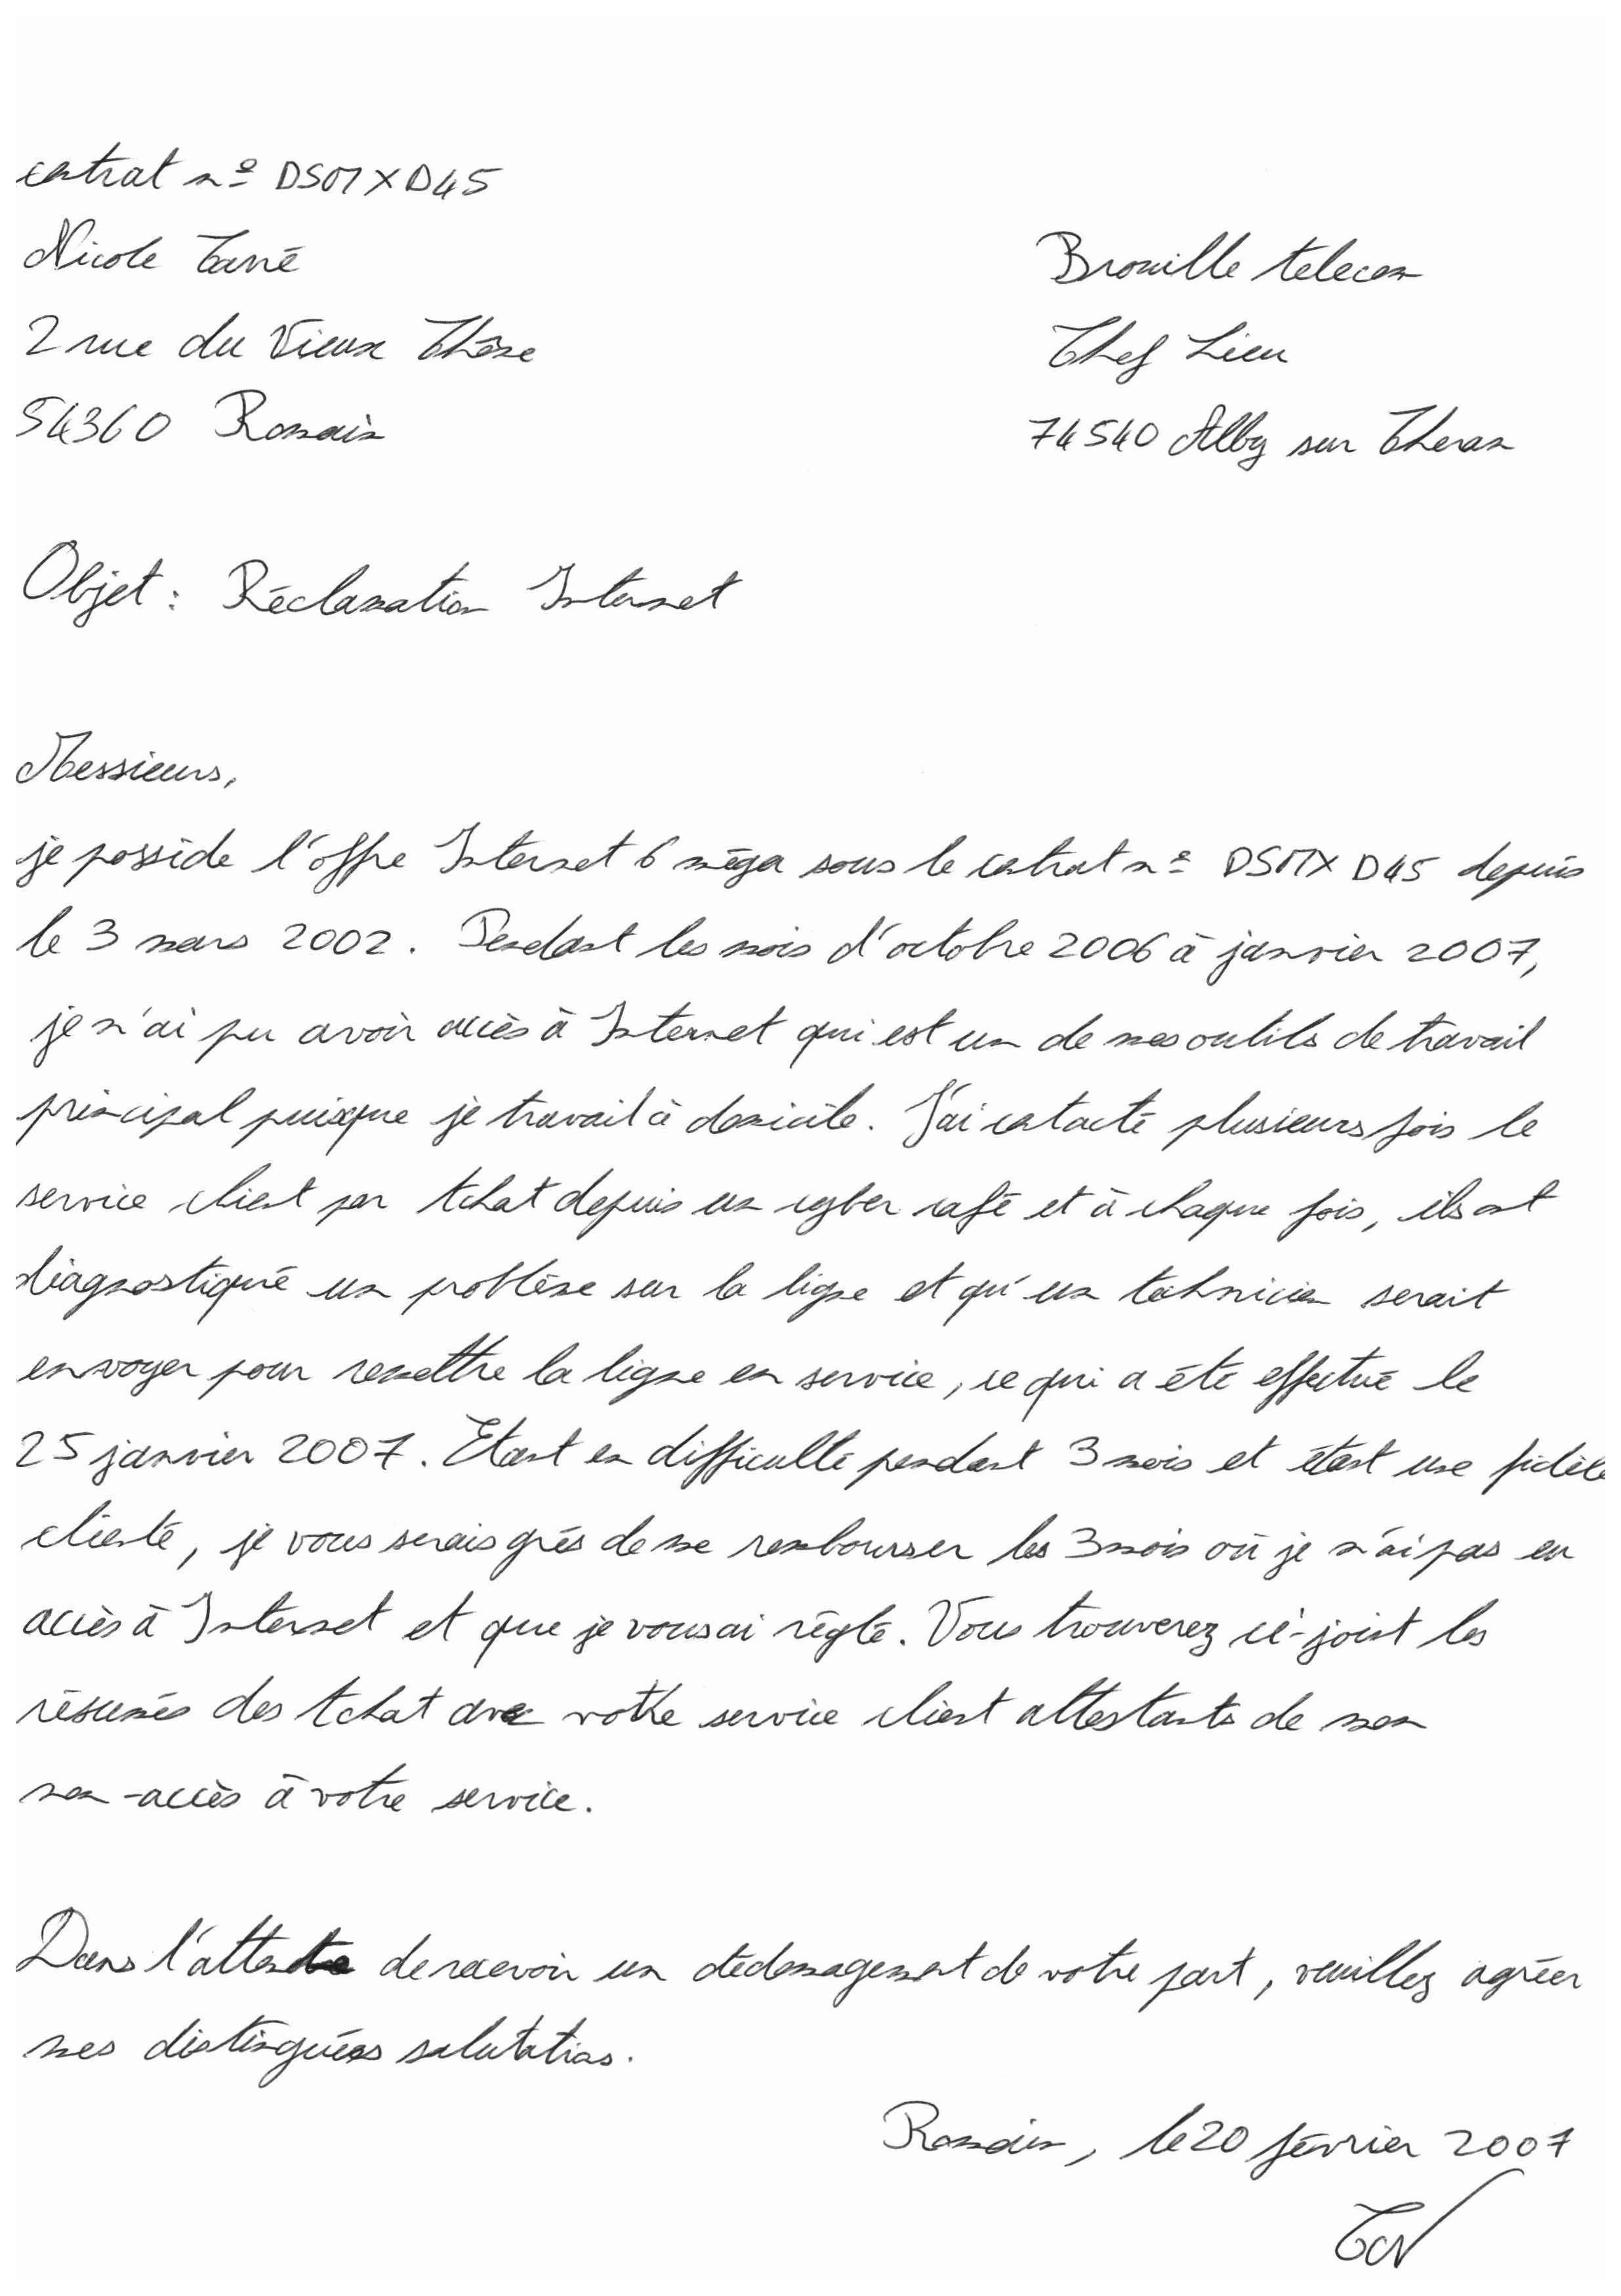 contrat n° DSMXD45
Nicole Carré
2 rue du Vieux Chêne
54360 Romain
Brouille telecom
Chef Lieu
74540 Alby sur Cheran
Objet : Réclamation Internet
Messieurs,
je possède l'offre Internet 6 méga sous le contrat n° DSMX D45 depuis
le 3 mars 2002. Pendant les mois d'octobre 2006 à janvier 2007,
je n'ai pu avoir accès à Internet qui est un de mes outils de travail
principal puisque je travail à domicile. J'ai contacté plusieurs fois le
service client par tchat depuis un cyber café et à chaque fois, ils ont
diagnostiqué un problème sur la ligne et qu'un technicien serait
envoyer pour remettre la ligne en service, ce qui a été effectué le
25 janvier 2007. Etant en difficulté pendant 3 mois et étant une fidèle
cliente, je vous serais grés de me rembourser les 3 mois où je n'ai pas eu
accès à Internet et que je vous ai réglé. Vous trouverez ci-joint les
résumés des tchat avec votre service client attestants de mon
non-accès à votre service.
Dans l'attente de recevoir un dédomagement de votre part, veuillez agréer
mes distinguées salutations.
Romain, le 20 février 2007